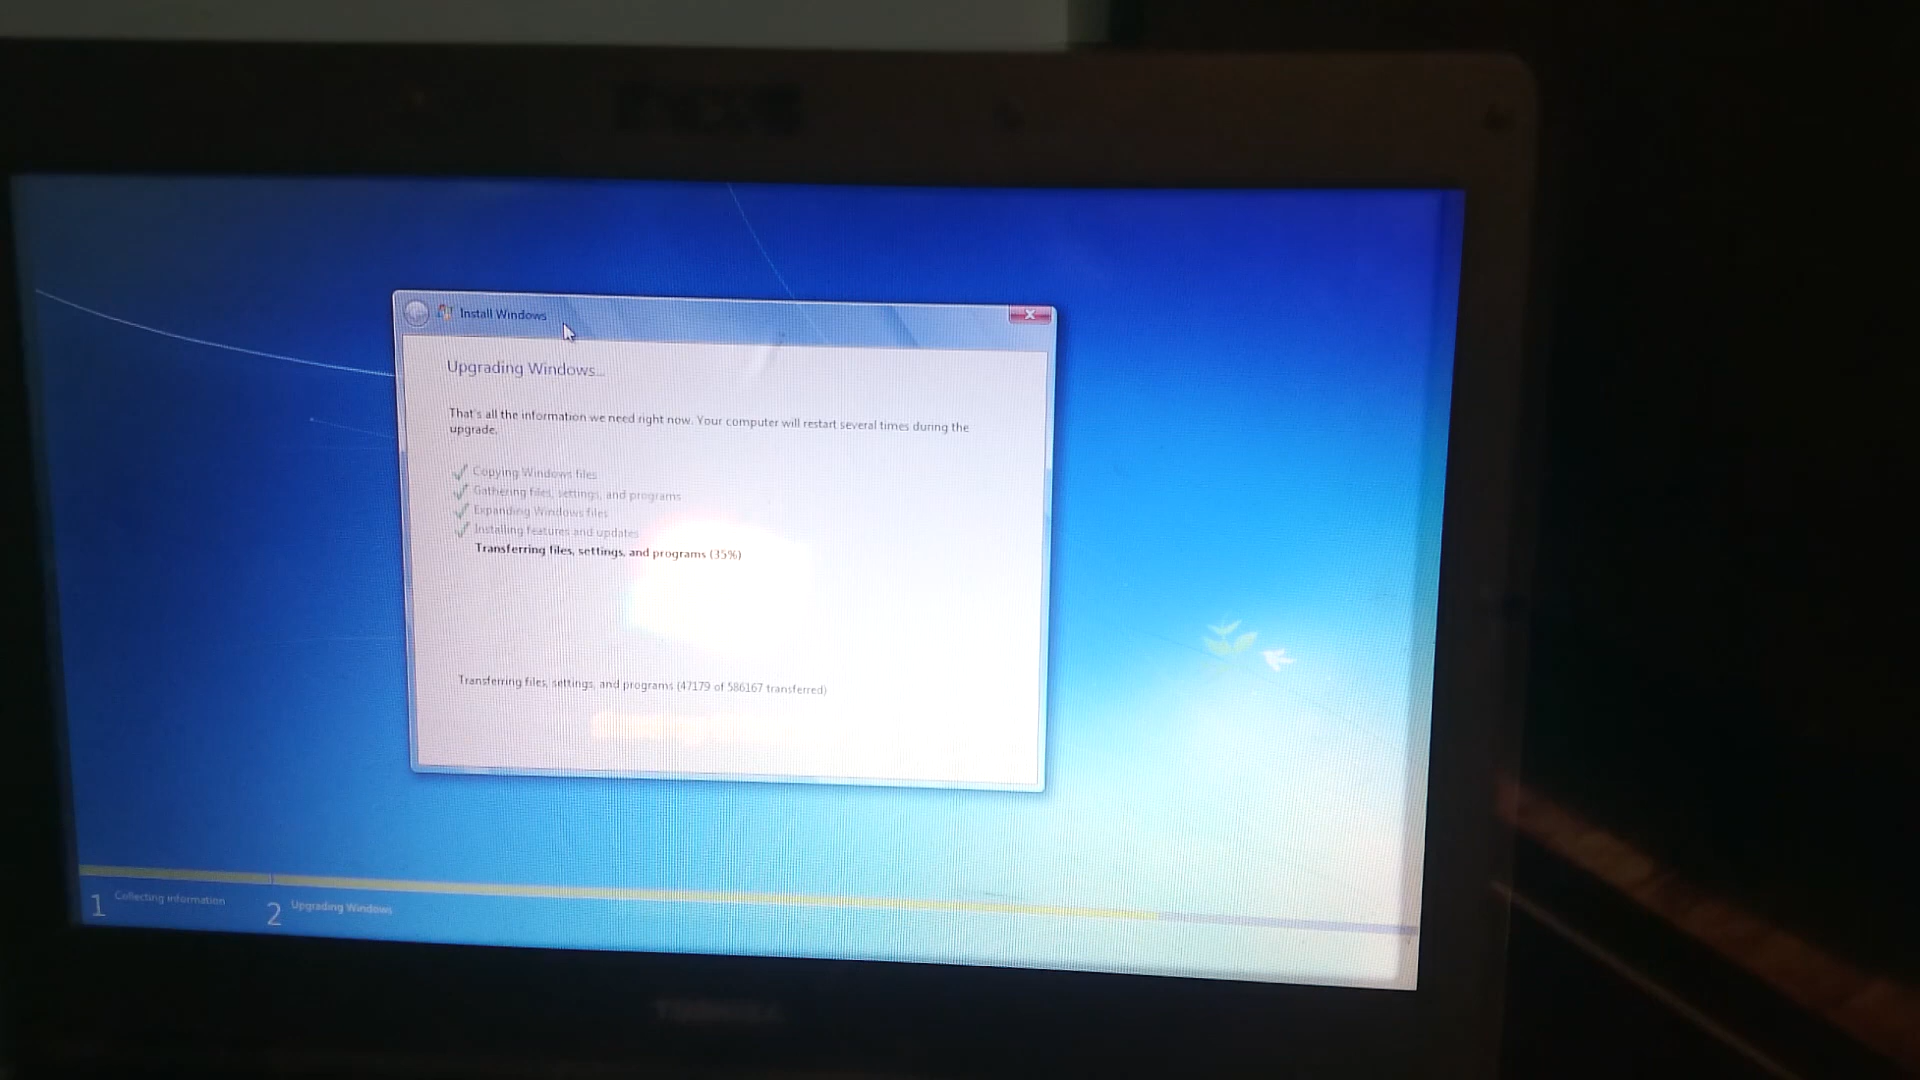 Install Windows
Upgrading Windows...
That's all the information we need right now. Your computer will restart several times during the
upgrade.
Copying Windows files
Gathering files, settings, and programs
Expanding Windows files
Installing features and updates
Transferring files, settings, and programs (35%)
Transferring files, settings, and programs (47179 of 586167 transferred)
1 Collecting information
2 Upgrading Windows
TOSHIBA